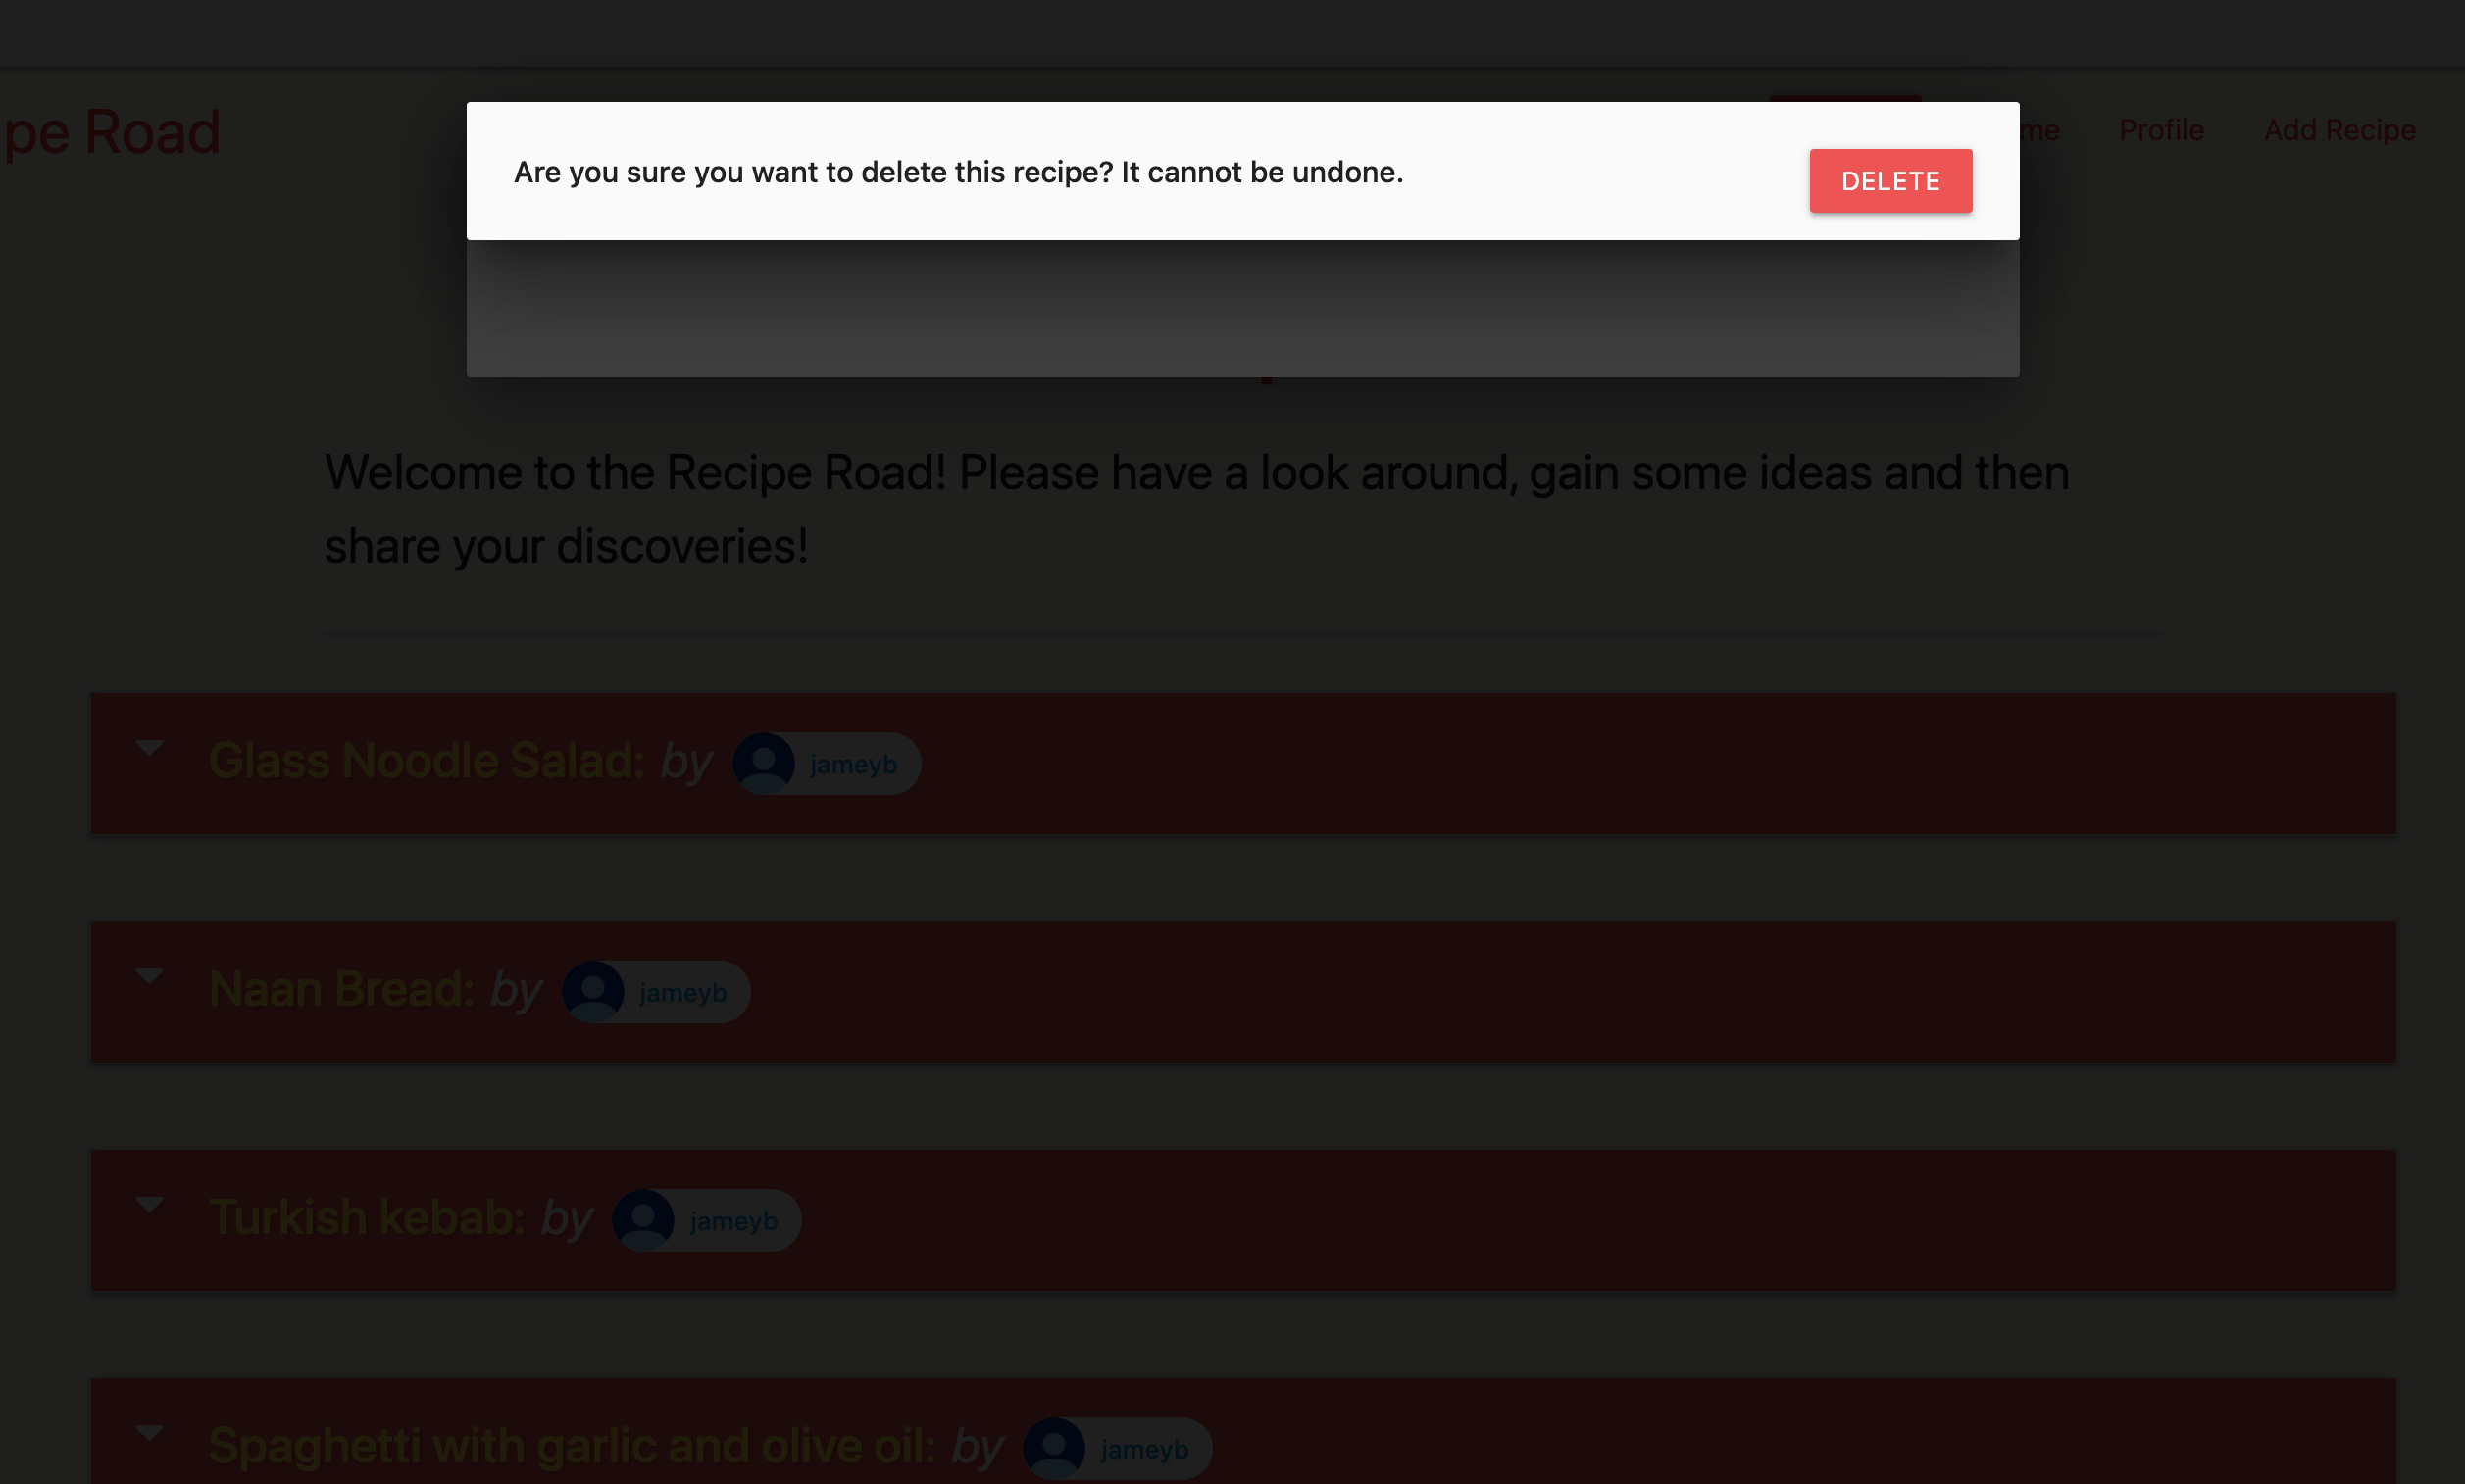 pe Road
me Profile Add Recipe
Are you sure you want to delete this recipe? It cannot be undone.
DELETE
Welcome to the Recipe Road! Please have a look around, gain some ideas and then
share your discoveries!
Glass Noodle Salad: by jameyb
Naan Bread: by jameyb
Turkish kebab: by jameyb
Spaghetti with garlic and olive oil: by jameyb